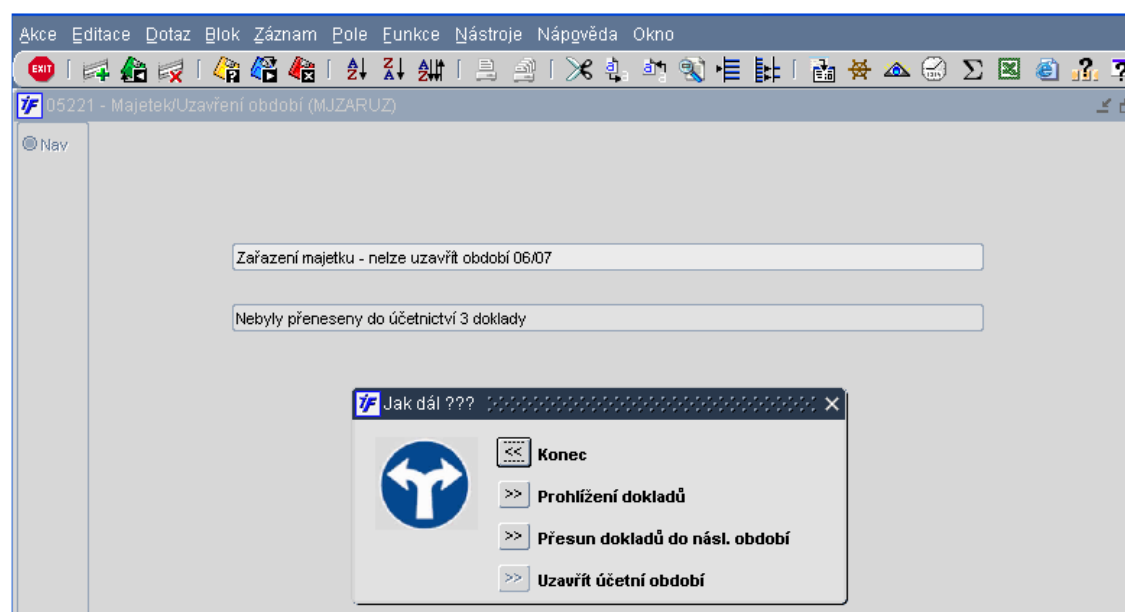 Akce Editace Dotaz Blok Záznam Pole Funkce Nástroje Nápověda Okno
EXIT
05221 - Majetek/Uzavření období (MJZARUZ)
Nav
Zařazení majetku - nelze uzavřít období 06/07
Nebyly přeneseny do účetnictví 3 doklady
Jak dál ???
<< Konec
>> Prohlížení dokladů
>> Přesun dokladů do násl. období
>> Uzavřít účetní období